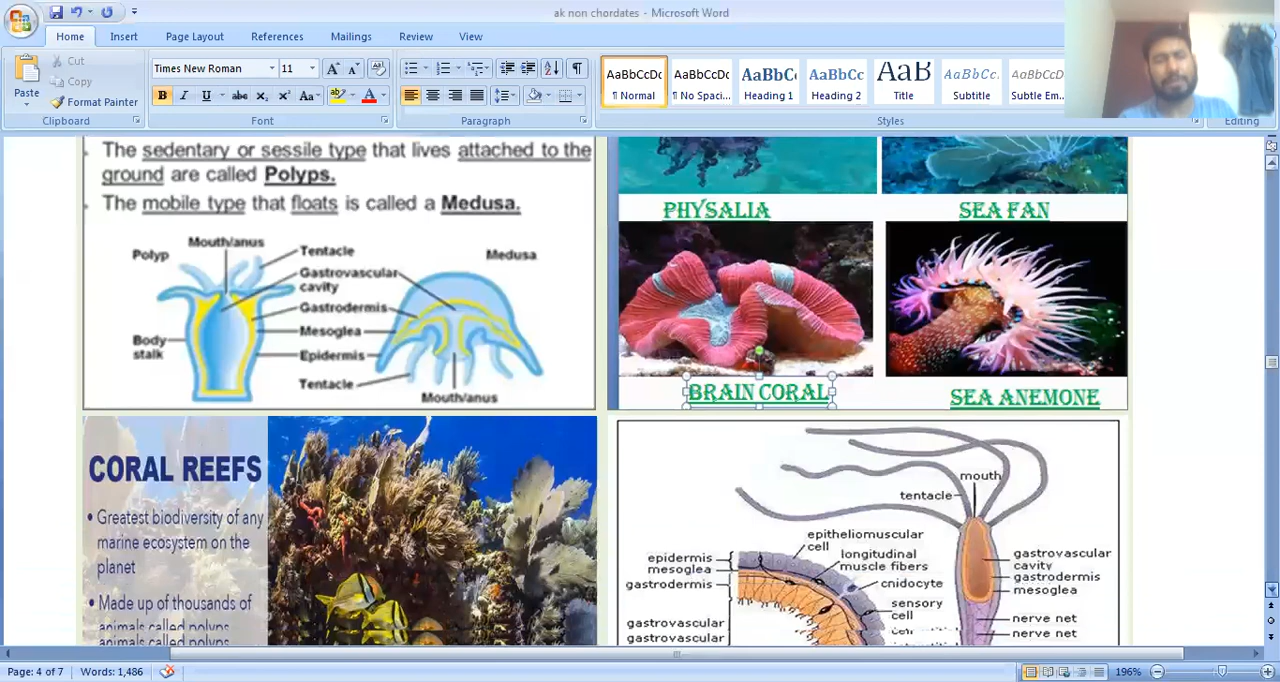 ak non chordates - Microsoft Word
Home Insert Page Layout References Mailings Review View
Paste
Cut
Copy
Format Painter
Clipboard
Times New Roman 11
Font
Paragraph
AaBbCcDc AaBbCcDc AaBbC AaBbCc AaB AaBbCc. AaBbCcD
¶ Normal ¶ No Spaci... Heading 1 Heading 2 Title Subtitle Subtle Em...
Styles
Editing
The sedentary or sessile type that lives attached to the
ground are called Polyps.
The mobile type that floats is called a Medusa.
Polyp
Mouth/anus
Tentacle
Medusa
Gastrovascular
cavity
Gastrodermis
Mesoglea
Epidermis
Body
stalk
Tentacle
Mouth/anus
PHYSALIA
SEA FAN
BRAIN CORAL
SEA ANEMONE
CORAL REEFS
• Greatest biodiversity of any
marine ecosystem on the
planet
• Made up of thousands of
animals called polyps
animals called polyps
mouth
tentacle
epitheliomuscular
cell
longitudinal
muscle fibers
cnidocyte
sensory
cell
epidermis
mesoglea
gastrodermis
gastrovascular
gastrovascular
gastrovascular
cavity
gastrodermis
mesoglea
nerve net
nerve net
Page: 4 of 7 Words: 1,486
196%